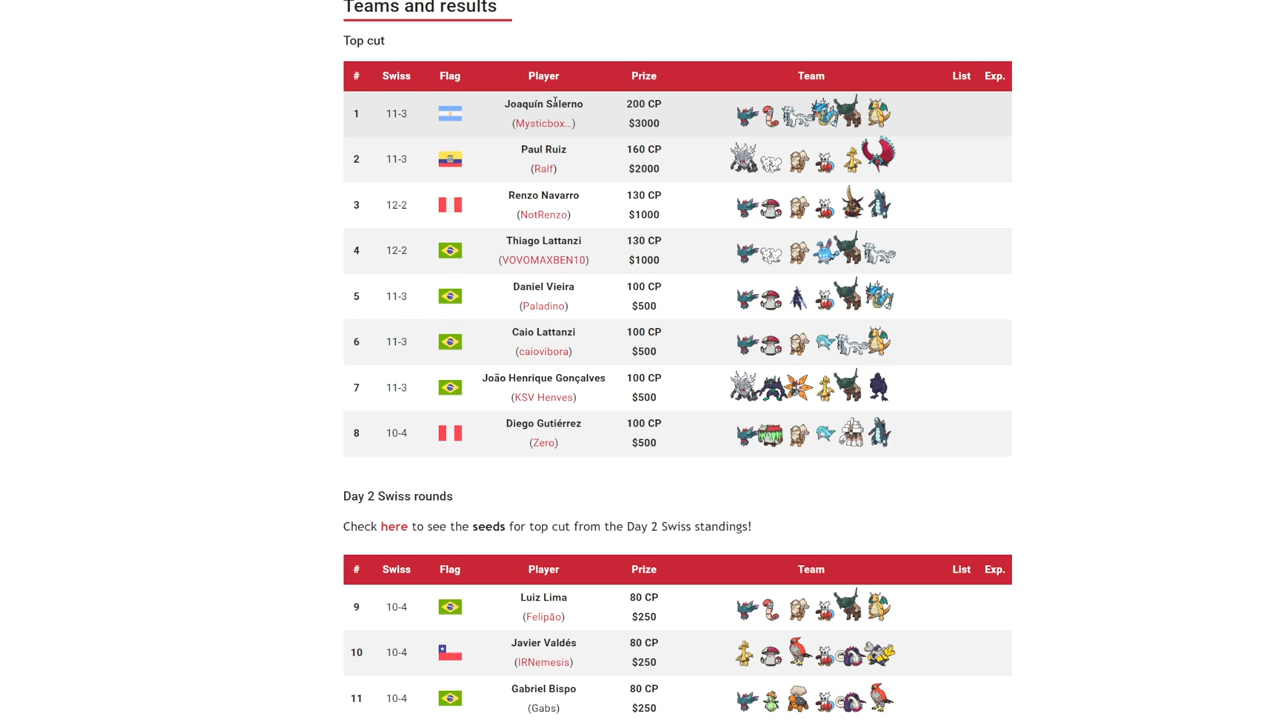 Teams and results
Top cut
# Swiss Flag Player Prize Team List Exp.
1 11-3 Joaquín Salerno 200 CP
(Mysticbox...) $3000
2 11-3 Paul Ruiz 160 CP
(Ralf) $2000
3 12-2 Renzo Navarro 130 CP
(NotRenzo) $1000
4 12-2 Thiago Lattanzi 130 CP
(VOVOMAXBEN10) $1000
5 11-3 Daniel Vieira 100 CP
(Paladino) $500
6 11-3 Caio Lattanzi 100 CP
(caiovibora) $500
7 11-3 João Henrique Gonçalves 100 CP
(KSV Henves) $500
8 10-4 Diego Gutiérrez 100 CP
(Zero) $500
Day 2 Swiss rounds
Check here to see the seeds for top cut from the Day 2 Swiss standings!
# Swiss Flag Player Prize Team List Exp.
9 10-4 Luiz Lima 80 CP
(Felipão) $250
10 10-4 Javier Valdés 80 CP
(IRNemesis) $250
11 10-4 Gabriel Bispo 80 CP
(Gabs) $250